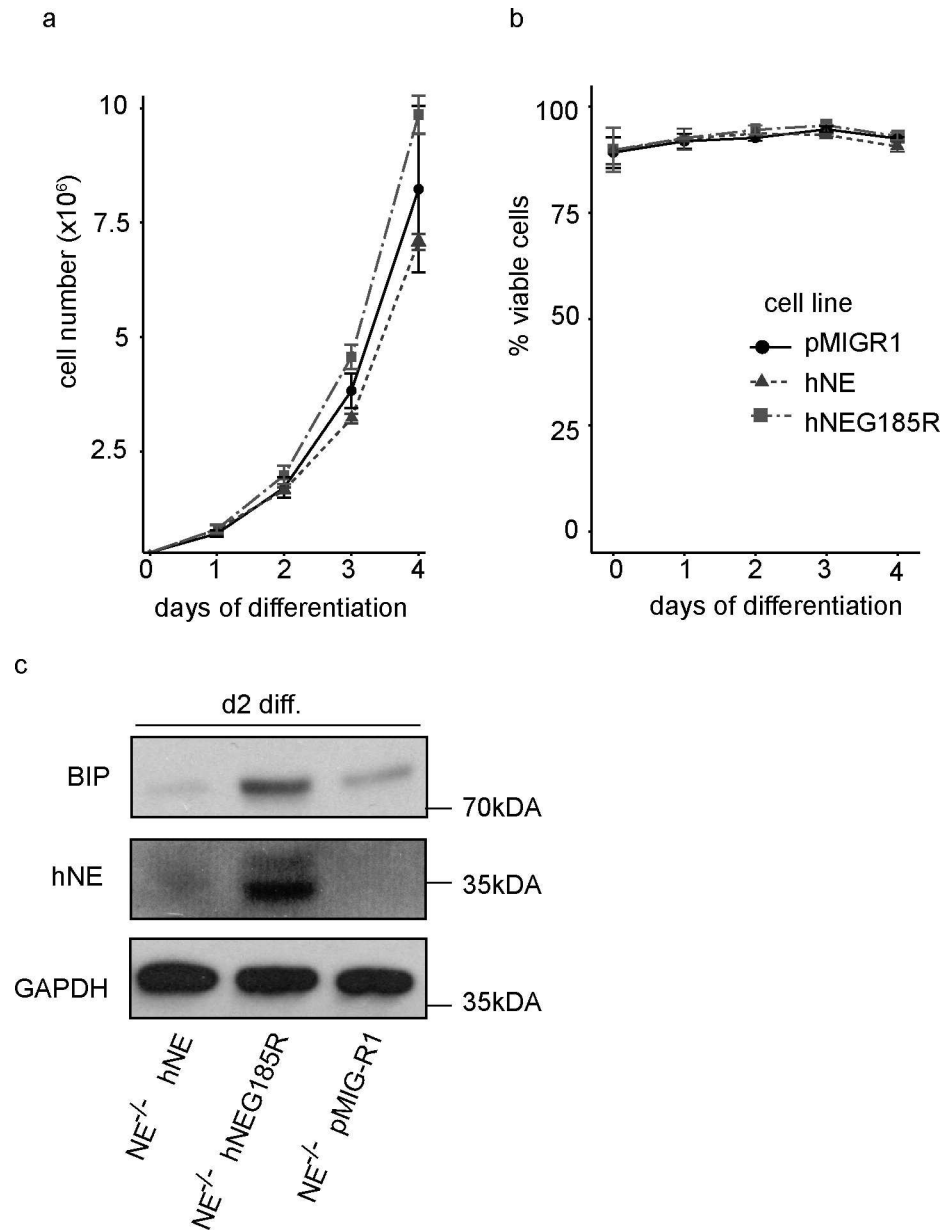 a
10
7.5
5
2.5
cell number (x10⁶)
0 1 2 3 4
days of differentiation
b
100
75
50
25
0
% viable cells
cell line
pMIGR1
hNE
hNEG185R
0 1 2 3 4
days of differentiation
c
d2 diff.
BIP
70kDA
hNE
35kDA
GAPDH
35kDA
NE⁻/⁻ hNE
NE⁻/⁻ hNEG185R
NE⁻/⁻ pMIG-R1